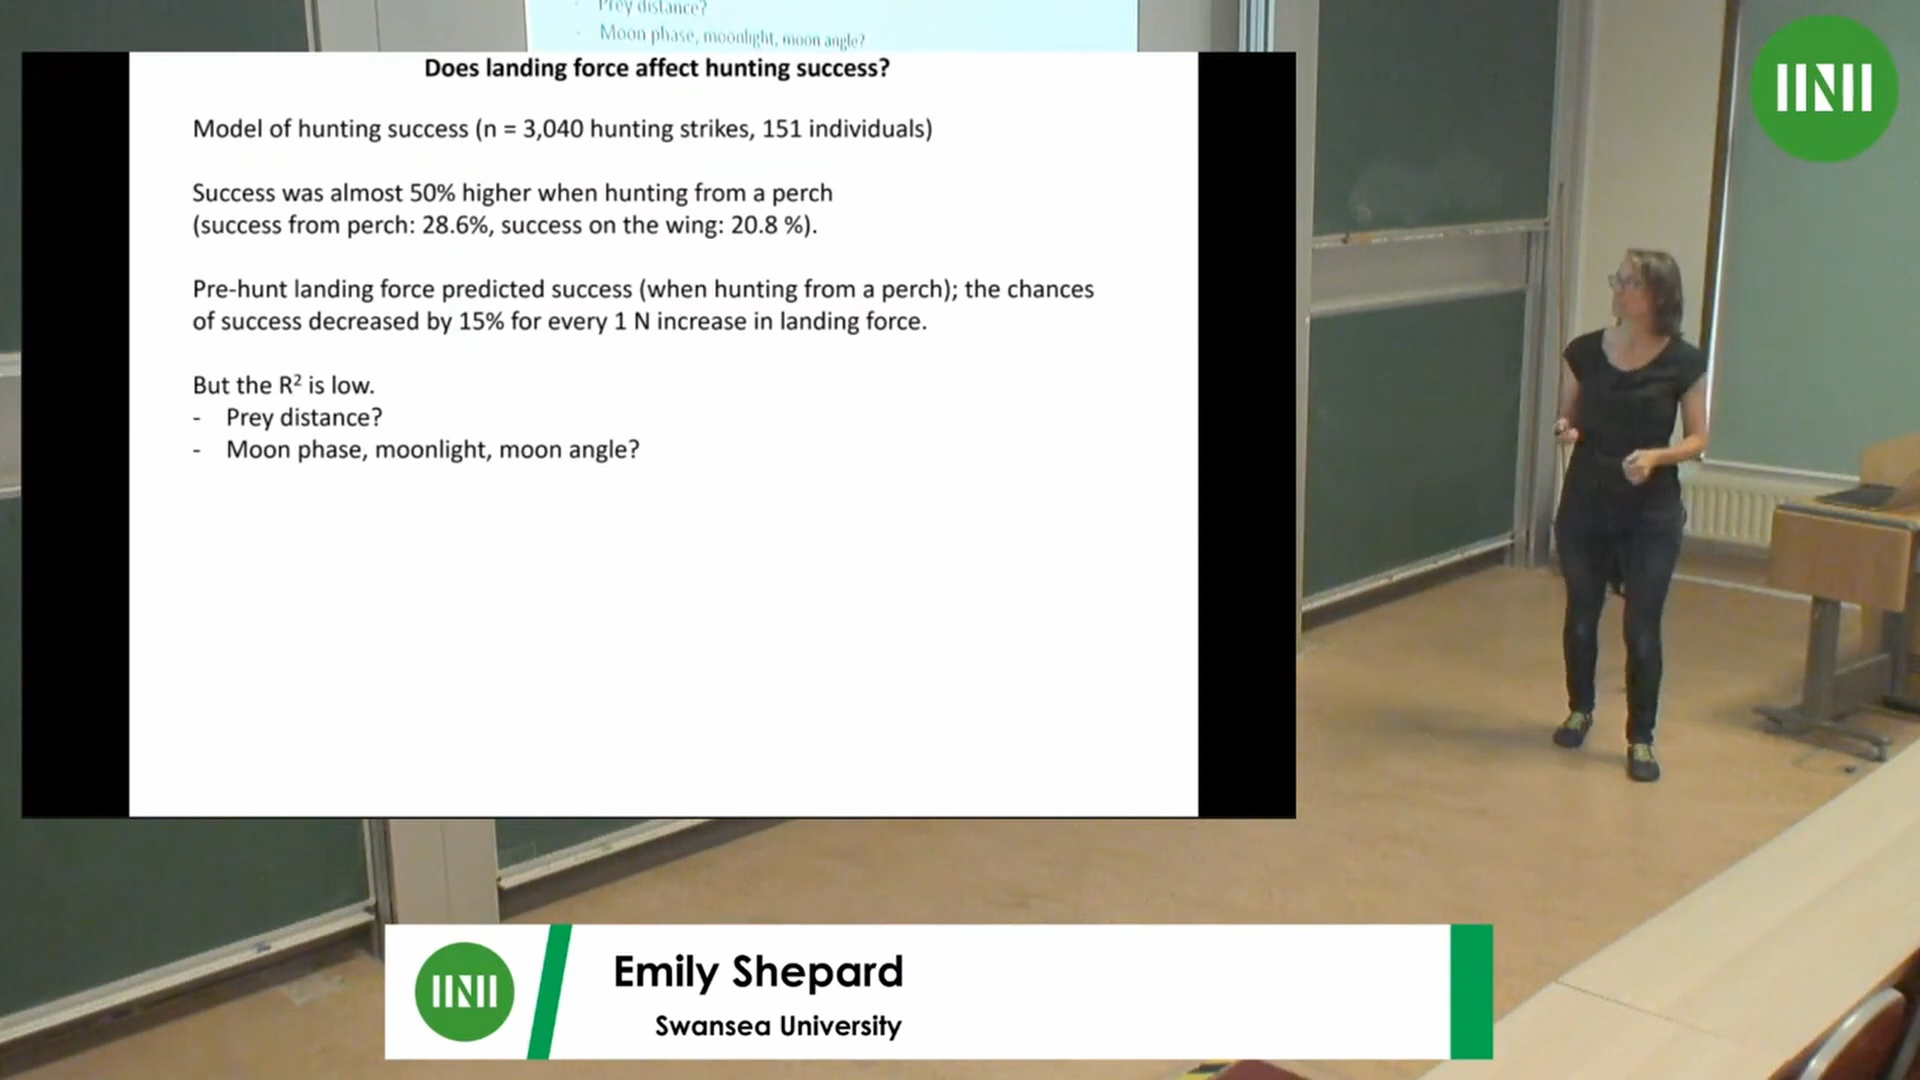 Prey distance?
- Moon phase, moonlight, moon angle?
Does landing force affect hunting success?
Model of hunting success (n = 3,040 hunting strikes, 151 individuals)
Success was almost 50% higher when hunting from a perch
(success from perch: 28.6%, success on the wing: 20.8 %).
Pre-hunt landing force predicted success (when hunting from a perch); the chances
of success decreased by 15% for every 1 N increase in landing force.
But the R² is low.
- Prey distance?
- Moon phase, moonlight, moon angle?
Emily Shepard
Swansea University